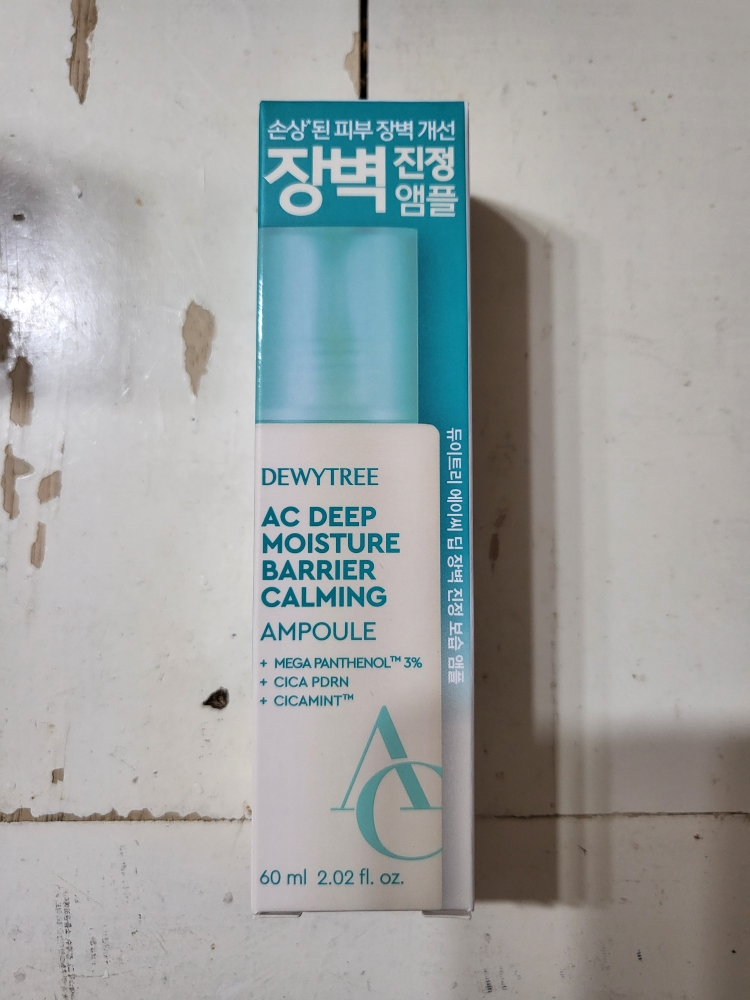 손상*된 피부 장벽 개선
장벽 진정
앰플
DEWYTREE
AC DEEP
MOISTURE
BARRIER
CALMING
AMPOULE
+ MEGA PANTHENOL™ 3%
+ CICA PDRN
+ CICAMINT™
AC
60 ml 2.02 fl. oz.
듀이트리 에이씨 딥 장벽 진정 보습 앰플